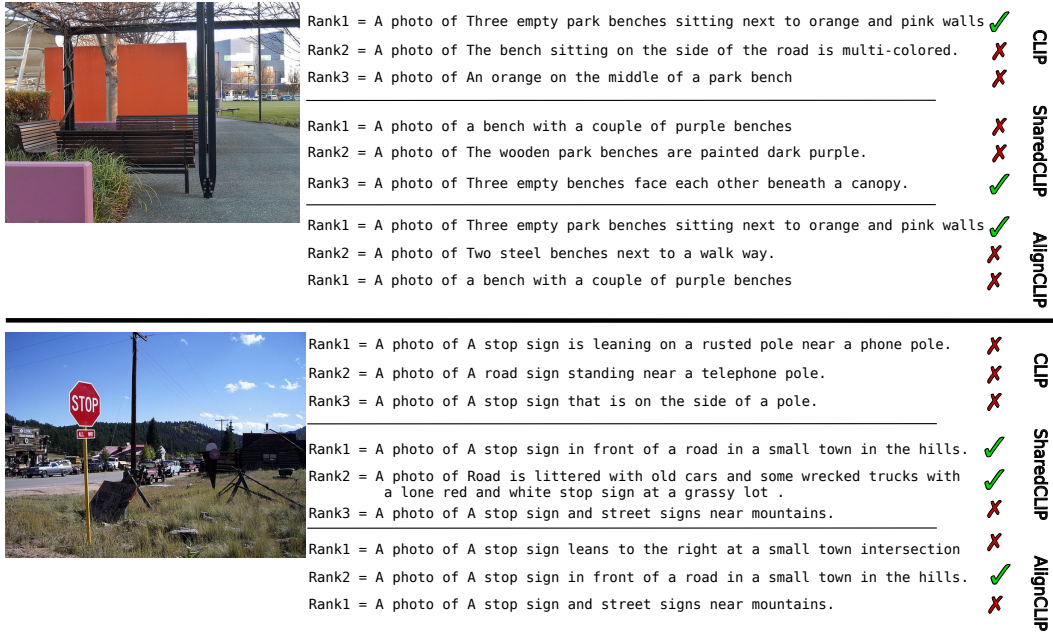 Rank1 = A photo of Three empty park benches sitting next to orange and pink walls
Rank2 = A photo of The bench sitting on the side of the road is multi-colored.
Rank3 = A photo of An orange on the middle of a park bench
CLIP
Rank1 = A photo of a bench with a couple of purple benches
Rank2 = A photo of The wooden park benches are painted dark purple.
Rank3 = A photo of Three empty benches face each other beneath a canopy.
SharedCLIP
Rank1 = A photo of Three empty park benches sitting next to orange and pink walls
Rank2 = A photo of Two steel benches next to a walk way.
Rank1 = A photo of a bench with a couple of purple benches
AlignCLIP
STOP
ALL WAY
Rank1 = A photo of A stop sign is leaning on a rusted pole near a phone pole.
Rank2 = A photo of A road sign standing near a telephone pole.
Rank3 = A photo of A stop sign that is on the side of a pole.
CLIP
Rank1 = A photo of A stop sign in front of a road in a small town in the hills.
Rank2 = A photo of Road is littered with old cars and some wrecked trucks with
a lone red and white stop sign at a grassy lot .
Rank3 = A photo of A stop sign and street signs near mountains.
SharedCLIP
Rank1 = A photo of A stop sign leans to the right at a small town intersection
Rank2 = A photo of A stop sign in front of a road in a small town in the hills.
Rank1 = A photo of A stop sign and street signs near mountains.
AlignCLIP